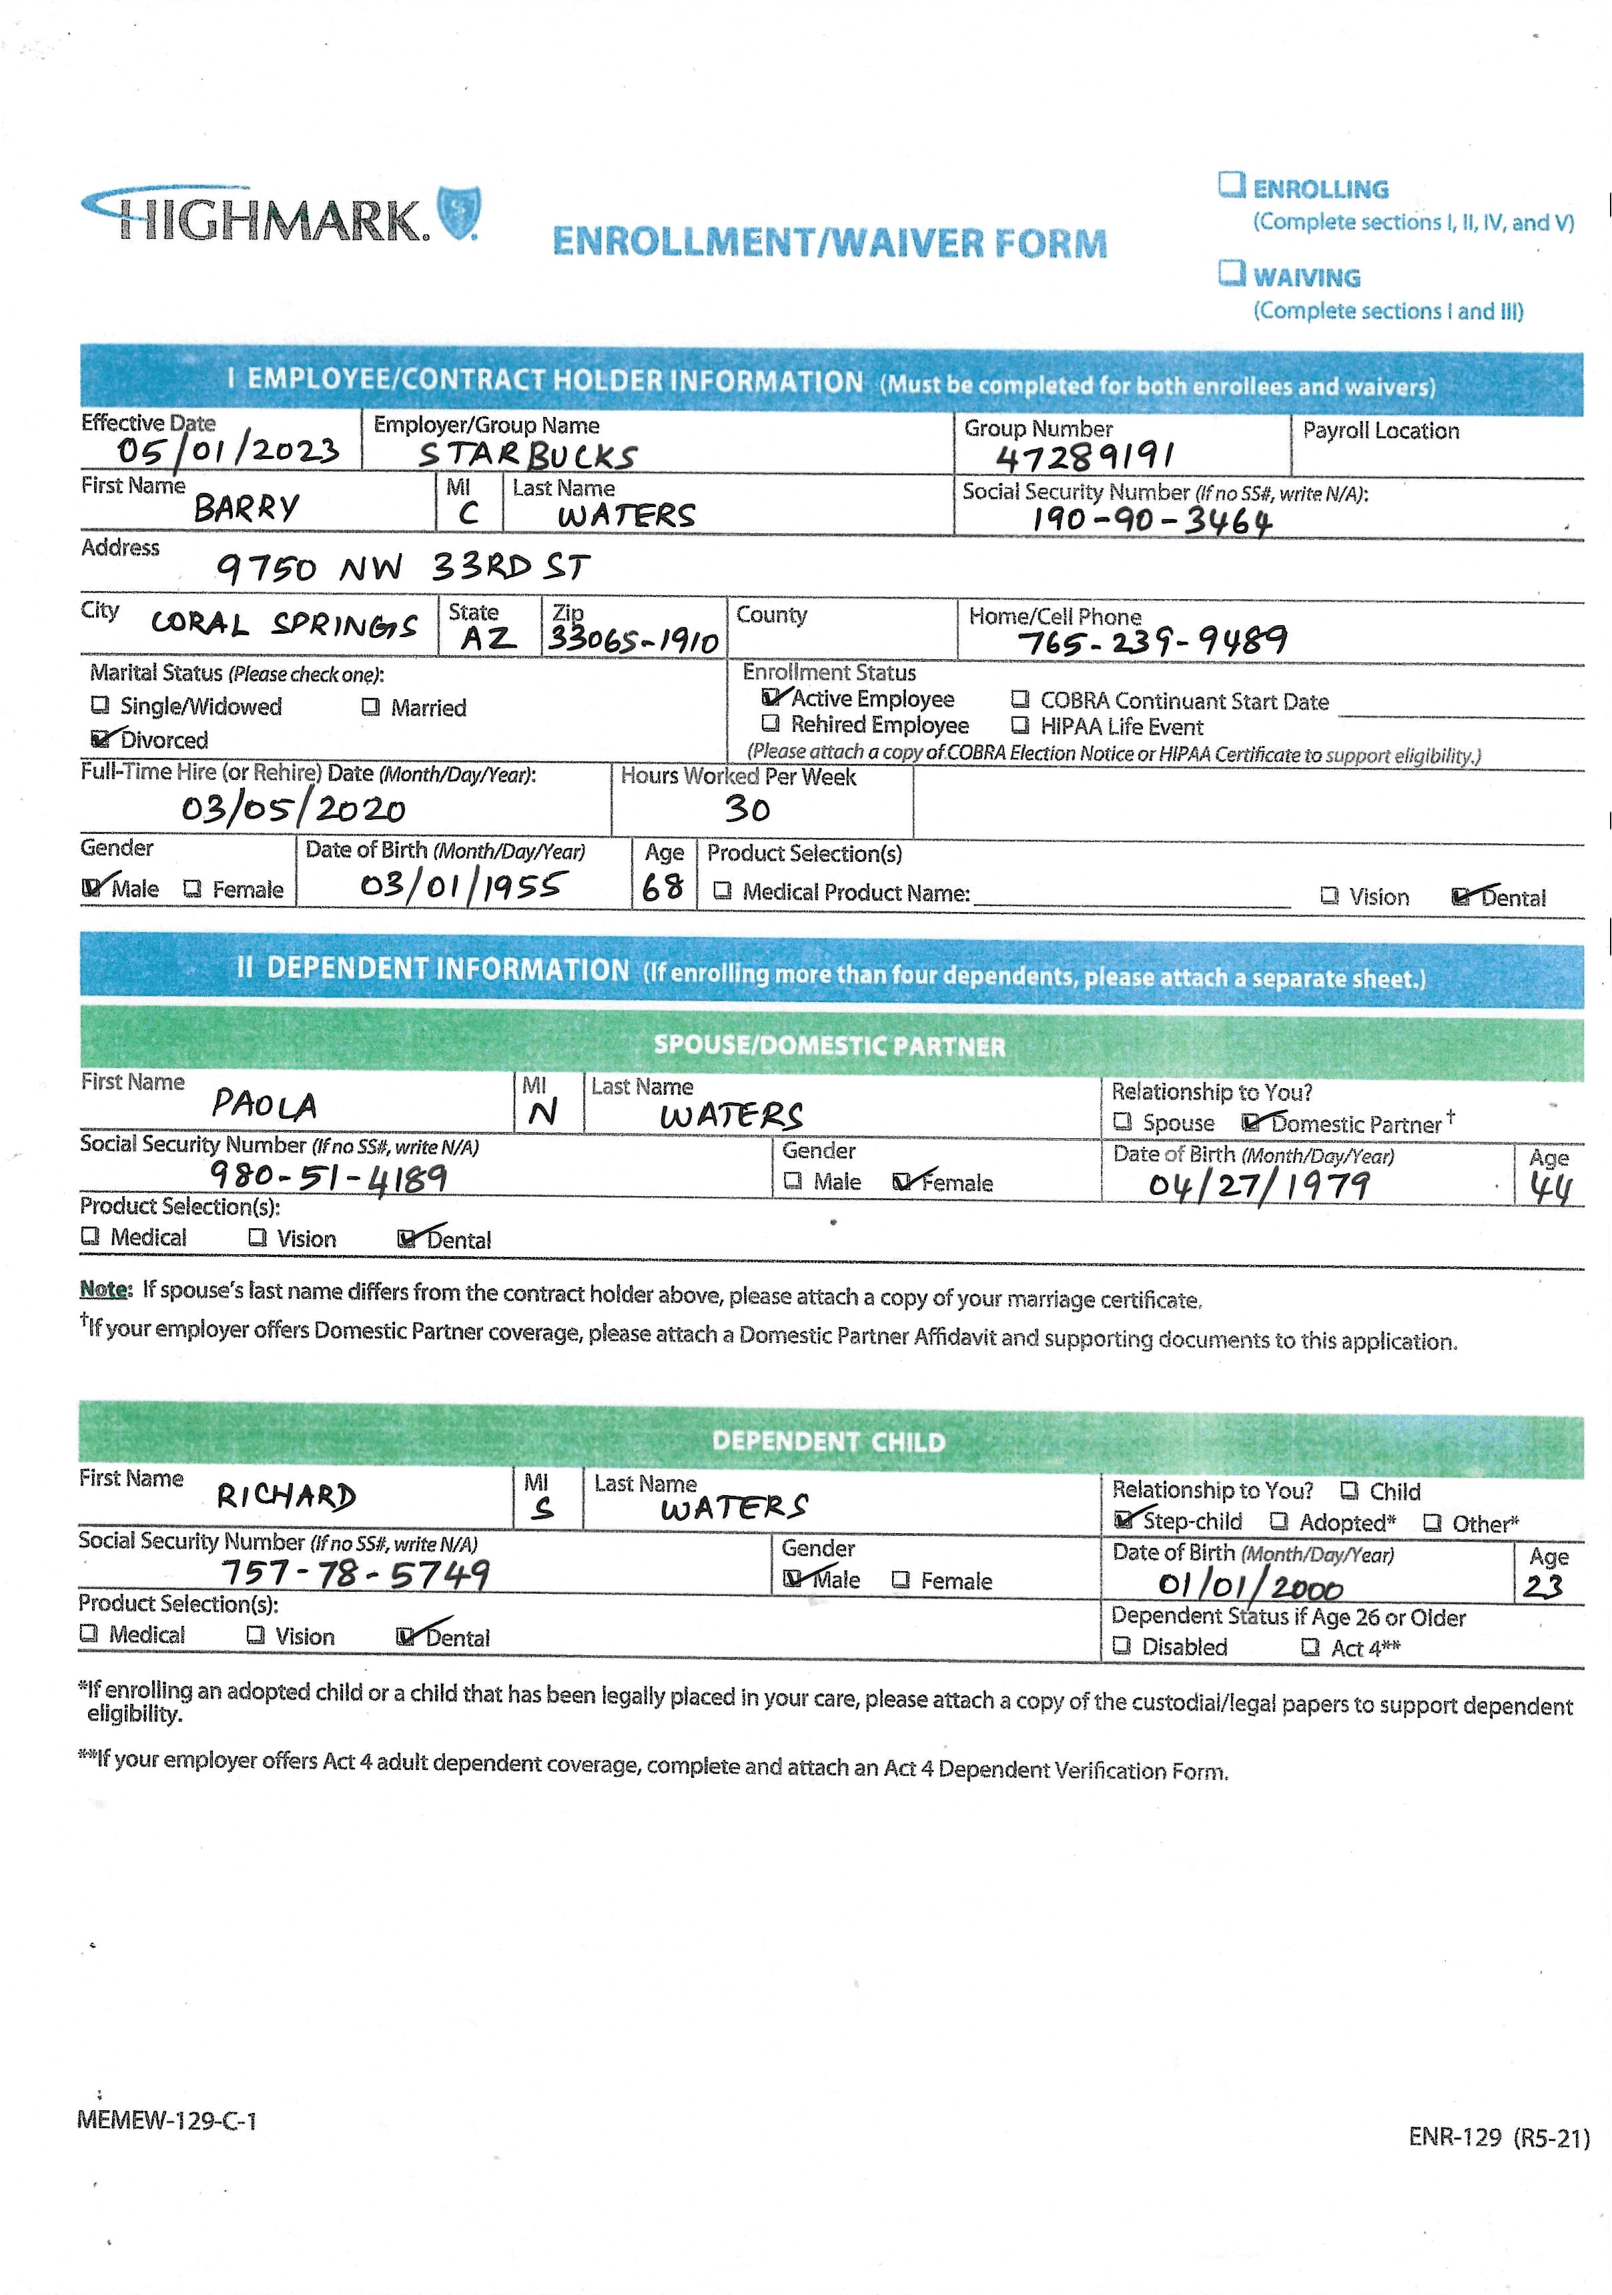 HIGHMARK.
ENROLLMENT/WAIVER FORM
ENROLLING
(Complete sections I, II, IV, and V)
WAIVING
(Complete sections I and III)
I EMPLOYEE/CONTRACT HOLDER INFORMATION (Must be completed for both enrollees and waivers)
Effective Date Employer/Group Name Group Number Payroll Location
05/01/2023 STARBUCKS 47289191
First Name MI Last Name Social Security Number (If no SS#, write N/A):
BARRY C WATERS 190-90-3464
Address
9750 NW 33RD ST
City State Zip County Home/Cell Phone
CORAL SPRINGS AZ 33065-1910 765-239-9489
Marital Status (Please check one): Enrollment Status
Single/Widowed Married Active Employee COBRA Continuant Start Date
Divorced Rehired Employee HIPAA Life Event
(Please attach a copy of COBRA Election Notice or HIPAA Certificate to support eligibility.)
Full-Time Hire (or Rehire) Date (Month/Day/Year): Hours Worked Per Week
03/05/2020 30
Gender Date of Birth (Month/Day/Year) Age Product Selection(s)
Male Female 03/01/1955 68 Medical Product Name: Vision Dental
II DEPENDENT INFORMATION (If enrolling more than four dependents, please attach a separate sheet.)
SPOUSE/DOMESTIC PARTNER
First Name MI Last Name Relationship to You?
PAOLA N WATERS Spouse Domestic Partner†
Social Security Number (If no SS#, write N/A) Gender Date of Birth (Month/Day/Year) Age
980-51-4189 Male Female 04/27/1979 44
Product Selection(s):
Medical Vision Dental
Note: If spouse's last name differs from the contract holder above, please attach a copy of your marriage certificate.
†If your employer offers Domestic Partner coverage, please attach a Domestic Partner Affidavit and supporting documents to this application.
DEPENDENT CHILD
First Name MI Last Name Relationship to You? Child
RICHARD S WATERS Step-child Adopted* Other*
Social Security Number (If no SS#, write N/A) Gender Date of Birth (Month/Day/Year) Age
757-78-5749 Male Female 01/01/2000 23
Product Selection(s): Dependent Status if Age 26 or Older
Medical Vision Dental Disabled Act 4**
*If enrolling an adopted child or a child that has been legally placed in your care, please attach a copy of the custodial/legal papers to support dependent
eligibility.
**If your employer offers Act 4 adult dependent coverage, complete and attach an Act 4 Dependent Verification Form.
MEMEW-129-C-1
ENR-129 (R5-21)